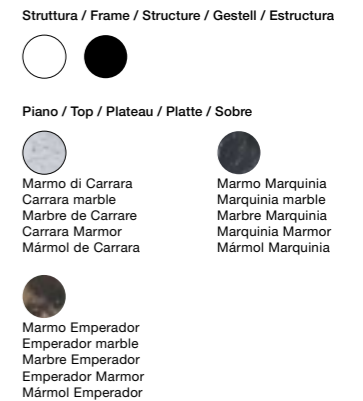 Struttura / Frame / Structure / Gestell / Estructura
Piano / Top / Plateau / Platte / Sobre
Marmo di Carrara
Carrara marble
Marbre de Carrare
Carrara Marmor
Mármol de Carrara
Marmo Marquinia
Marquinia marble
Marbre Marquinia
Marquinia Marmor
Mármol Marquinia
Marmo Emperador
Emperador marble
Marbre Emperador
Emperador Marmor
Mármol Emperador